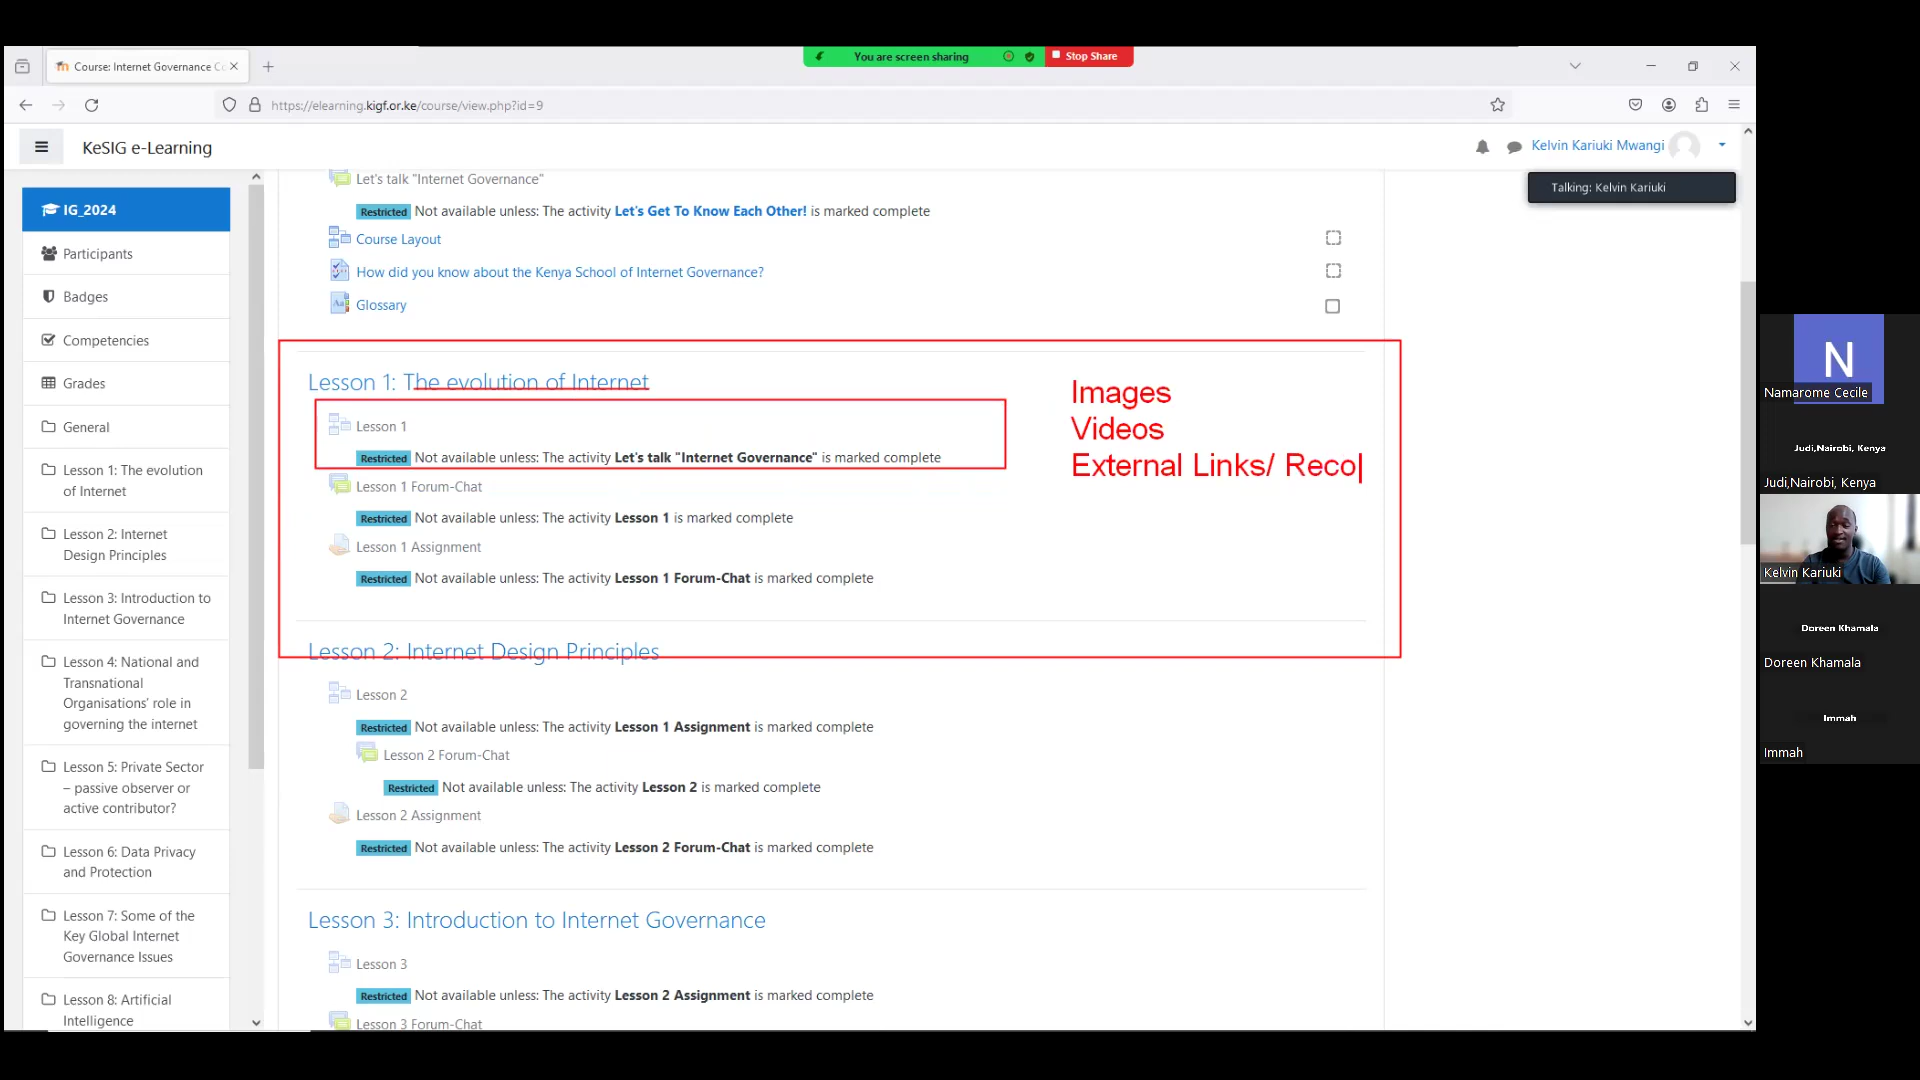 Course: Internet Governance Co
You are screen sharing
Stop Share
https://elearning.kigf.or.ke/course/view.php?id=9
KeSIG e-Learning
Kelvin Kariuki Mwangi
Talking: Kelvin Kariuki
IG_2024
Participants
Badges
Competencies
Grades
General
Lesson 1: The evolution
of Internet
Lesson 2: Internet
Design Principles
Lesson 3: Introduction to
Internet Governance
Lesson 4: National and
Transnational
Organisations’ role in
governing the internet
Lesson 5: Private Sector
– passive observer or
active contributor?
Lesson 6: Data Privacy
and Protection
Lesson 7: Some of the
Key Global Internet
Governance Issues
Lesson 8: Artificial
Intelligence
Let's talk "Internet Governance"
Restricted Not available unless: The activity Let's Get To Know Each Other! is marked complete
Course Layout
How did you know about the Kenya School of Internet Governance?
Glossary
Lesson 1: The evolution of Internet
Lesson 1
Restricted Not available unless: The activity Let's talk "Internet Governance" is marked complete
Lesson 1 Forum-Chat
Restricted Not available unless: The activity Lesson 1 is marked complete
Lesson 1 Assignment
Restricted Not available unless: The activity Lesson 1 Forum-Chat is marked complete
Images
Videos
External Links/ Reco
Lesson 2: Internet Design Principles
Lesson 2
Restricted Not available unless: The activity Lesson 1 Assignment is marked complete
Lesson 2 Forum-Chat
Restricted Not available unless: The activity Lesson 2 is marked complete
Lesson 2 Assignment
Restricted Not available unless: The activity Lesson 2 Forum-Chat is marked complete
Lesson 3: Introduction to Internet Governance
Lesson 3
Restricted Not available unless: The activity Lesson 2 Assignment is marked complete
Lesson 3 Forum-Chat
N
Namarome Cecile
Judi,Nairobi, Kenya
Judi,Nairobi, Kenya
Kelvin Kariuki
Doreen Khamala
Doreen Khamala
Immah
Immah